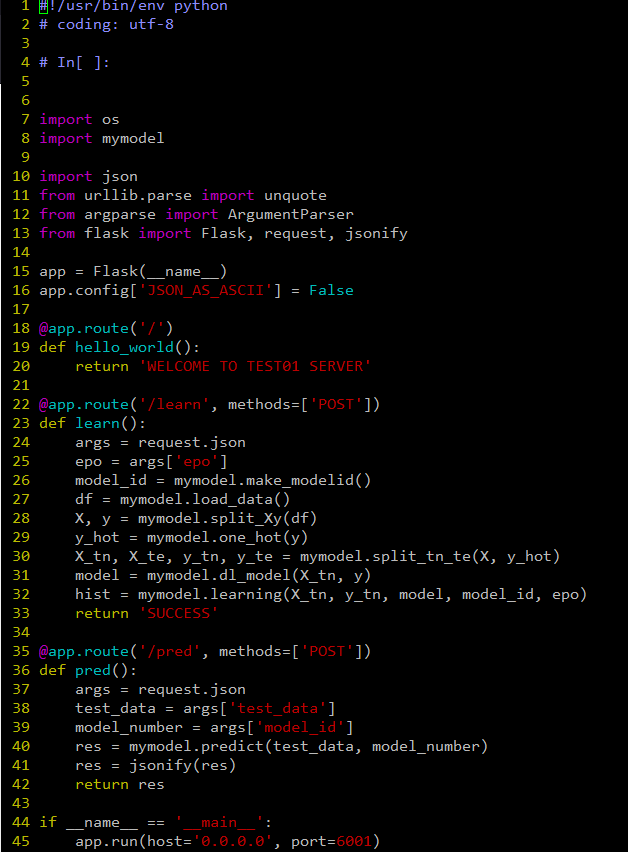 1 #!/usr/bin/env python
2 # coding: utf-8
3
4 # In[ ]:
5
6
7 import os
8 import mymodel
9
10 import json
11 from urllib.parse import unquote
12 from argparse import ArgumentParser
13 from flask import Flask, request, jsonify
14
15 app = Flask(__name__)
16 app.config['JSON_AS_ASCII'] = False
17
18 @app.route('/')
19 def hello_world():
20     return 'WELCOME TO TEST01 SERVER'
21
22 @app.route('/learn', methods=['POST'])
23 def learn():
24     args = request.json
25     epo = args['epo']
26     model_id = mymodel.make_modelid()
27     df = mymodel.load_data()
28     X, y = mymodel.split_Xy(df)
29     y_hot = mymodel.one_hot(y)
30     X_tn, X_te, y_tn, y_te = mymodel.split_tn_te(X, y_hot)
31     model = mymodel.dl_model(X_tn, y)
32     hist = mymodel.learning(X_tn, y_tn, model, model_id, epo)
33     return 'SUCCESS'
34
35 @app.route('/pred', methods=['POST'])
36 def pred():
37     args = request.json
38     test_data = args['test_data']
39     model_number = args['model_id']
40     res = mymodel.predict(test_data, model_number)
41     res = jsonify(res)
42     return res
43
44 if __name__ == '__main__':
45     app.run(host='0.0.0.0', port=6001)